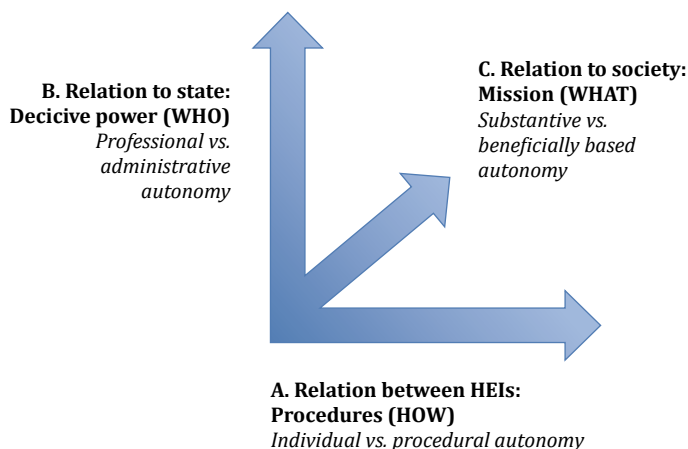 B. Relation to state:
Decicive power (WHO)
Professional vs.
administrative
autonomy
C. Relation to society:
Mission (WHAT)
Substantive vs.
beneficially based
autonomy
A. Relation between HEIs:
Procedures (HOW)
Individual vs. procedural autonomy